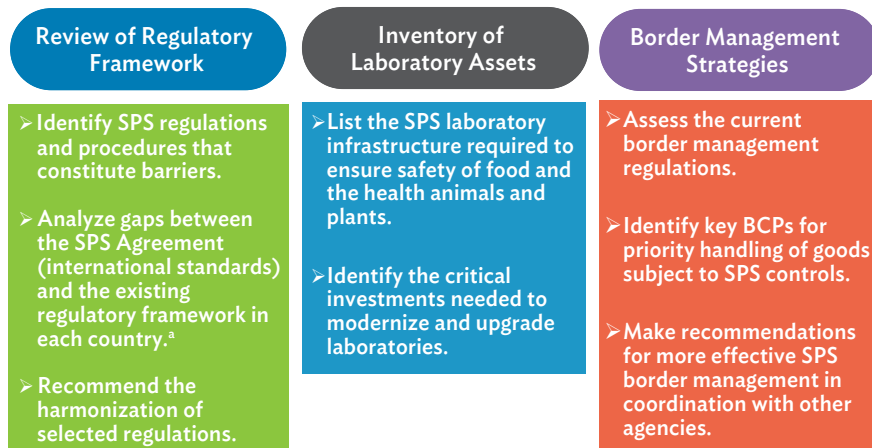 Review of Regulatory
Framework
➢Identify SPS regulations
and procedures that
constitute barriers.
➢Analyze gaps between
the SPS Agreement
(international standards)
and the existing
regulatory framework in
each country.ᵃ
➢Recommend the
harmonization of
selected regulations.
Inventory of
Laboratory Assets
➢List the SPS laboratory
infrastructure required to
ensure safety of food and
the health animals and
plants.
➢Identify the critical
investments needed to
modernize and upgrade
laboratories.
Border Management
Strategies
➢Assess the current
border management
regulations.
➢Identify key BCPs for
priority handling of goods
subject to SPS controls.
➢Make recommendations
for more effective SPS
border management in
coordination with other
agencies.